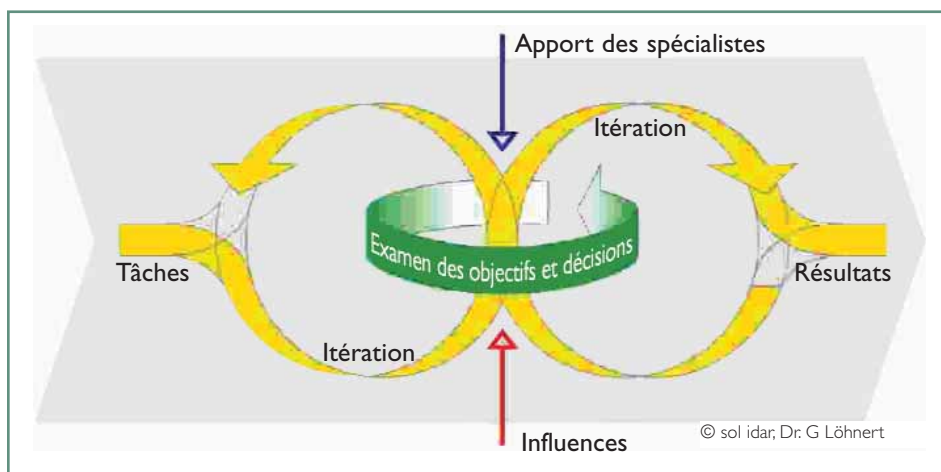 Apport des spécialistes
Itération
Examen des objectifs et décisions
Tâches
Résultats
Itération
Influences
© sol idar, Dr. G Löhnert